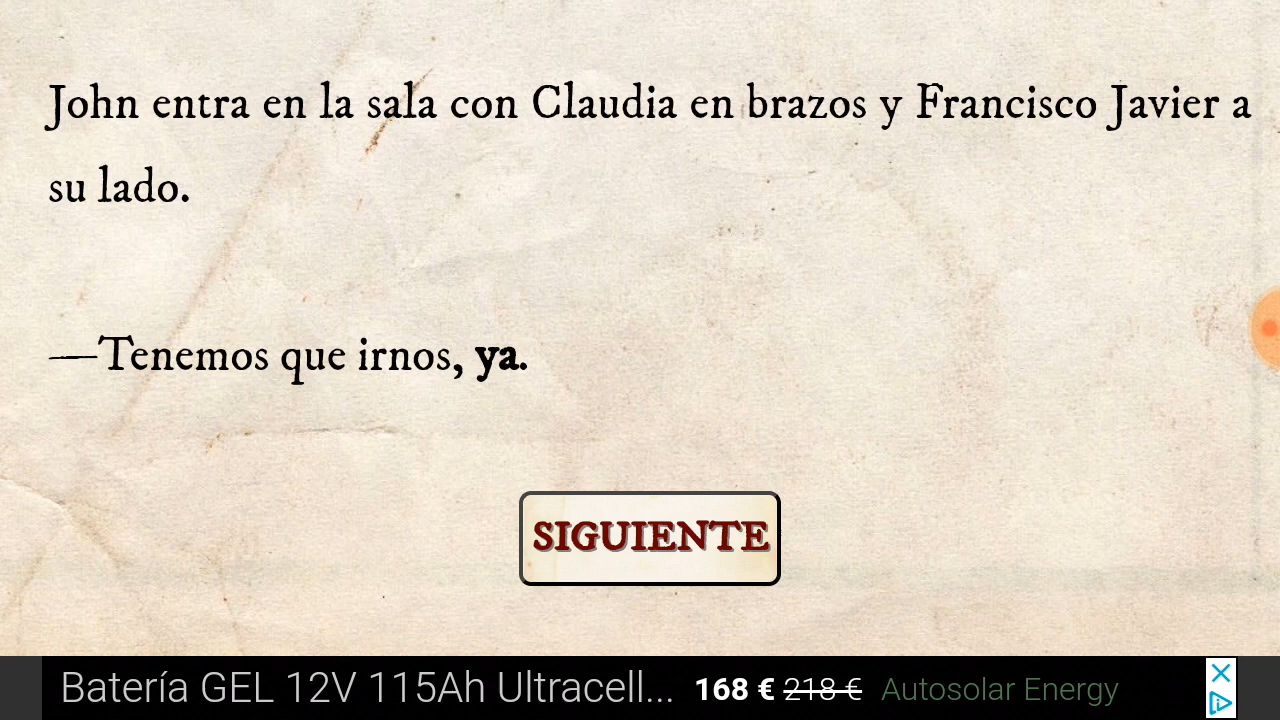 John entra en la sala con Claudia en brazos y Francisco Javier a
su lado.
—Tenemos que irnos, ya.
SIGUIENTE
Batería GEL 12V 115Ah Ultracell... 168 € 218 € Autosolar Energy